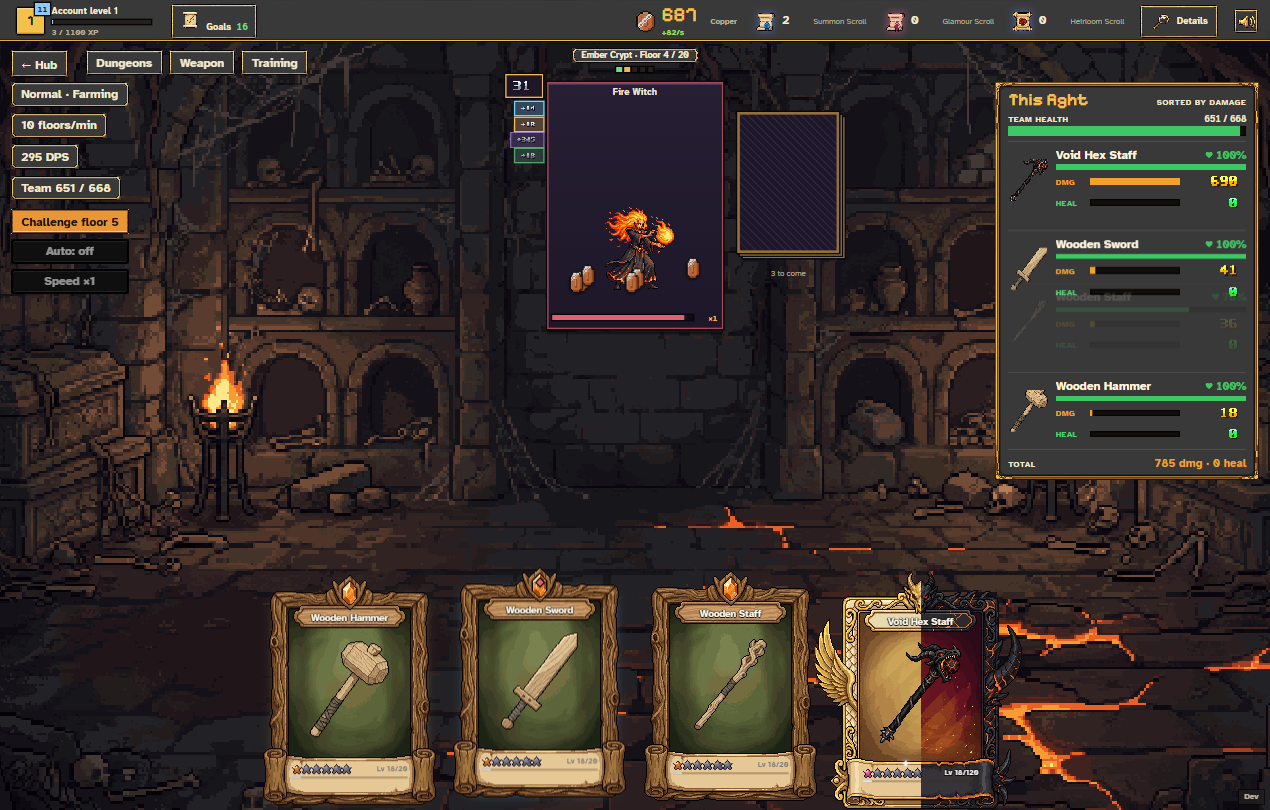 1
11
Account level 1
3 / 1100 XP
Goals 16
687
+82/s
Copper
2
Summon Scroll
0
Glamour Scroll
0
Heirloom Scroll
Details
← Hub
Dungeons
Weapon
Training
Normal · Farming
10 floors/min
295 DPS
Team 651 / 668
Challenge floor 5
Auto: off
Speed ×1
Ember Crypt · Floor 4 / 20
31
Fire Witch
×1
3 to come
This fight
SORTED BY DAMAGE
TEAM HEALTH
651 / 668
Void Hex Staff
♥ 100%
DMG
690
HEAL
0
Wooden Sword
♥ 100%
DMG
41
HEAL
0
Wooden Staff
DMG
36
HEAL
0
Wooden Hammer
♥ 100%
DMG
18
HEAL
0
TOTAL
785 dmg · 0 heal
Wooden Hammer
Lv 18/20
Wooden Sword
Lv 18/20
Wooden Staff
Lv 18/20
Void Hex Staff
Lv 18/120
Dev